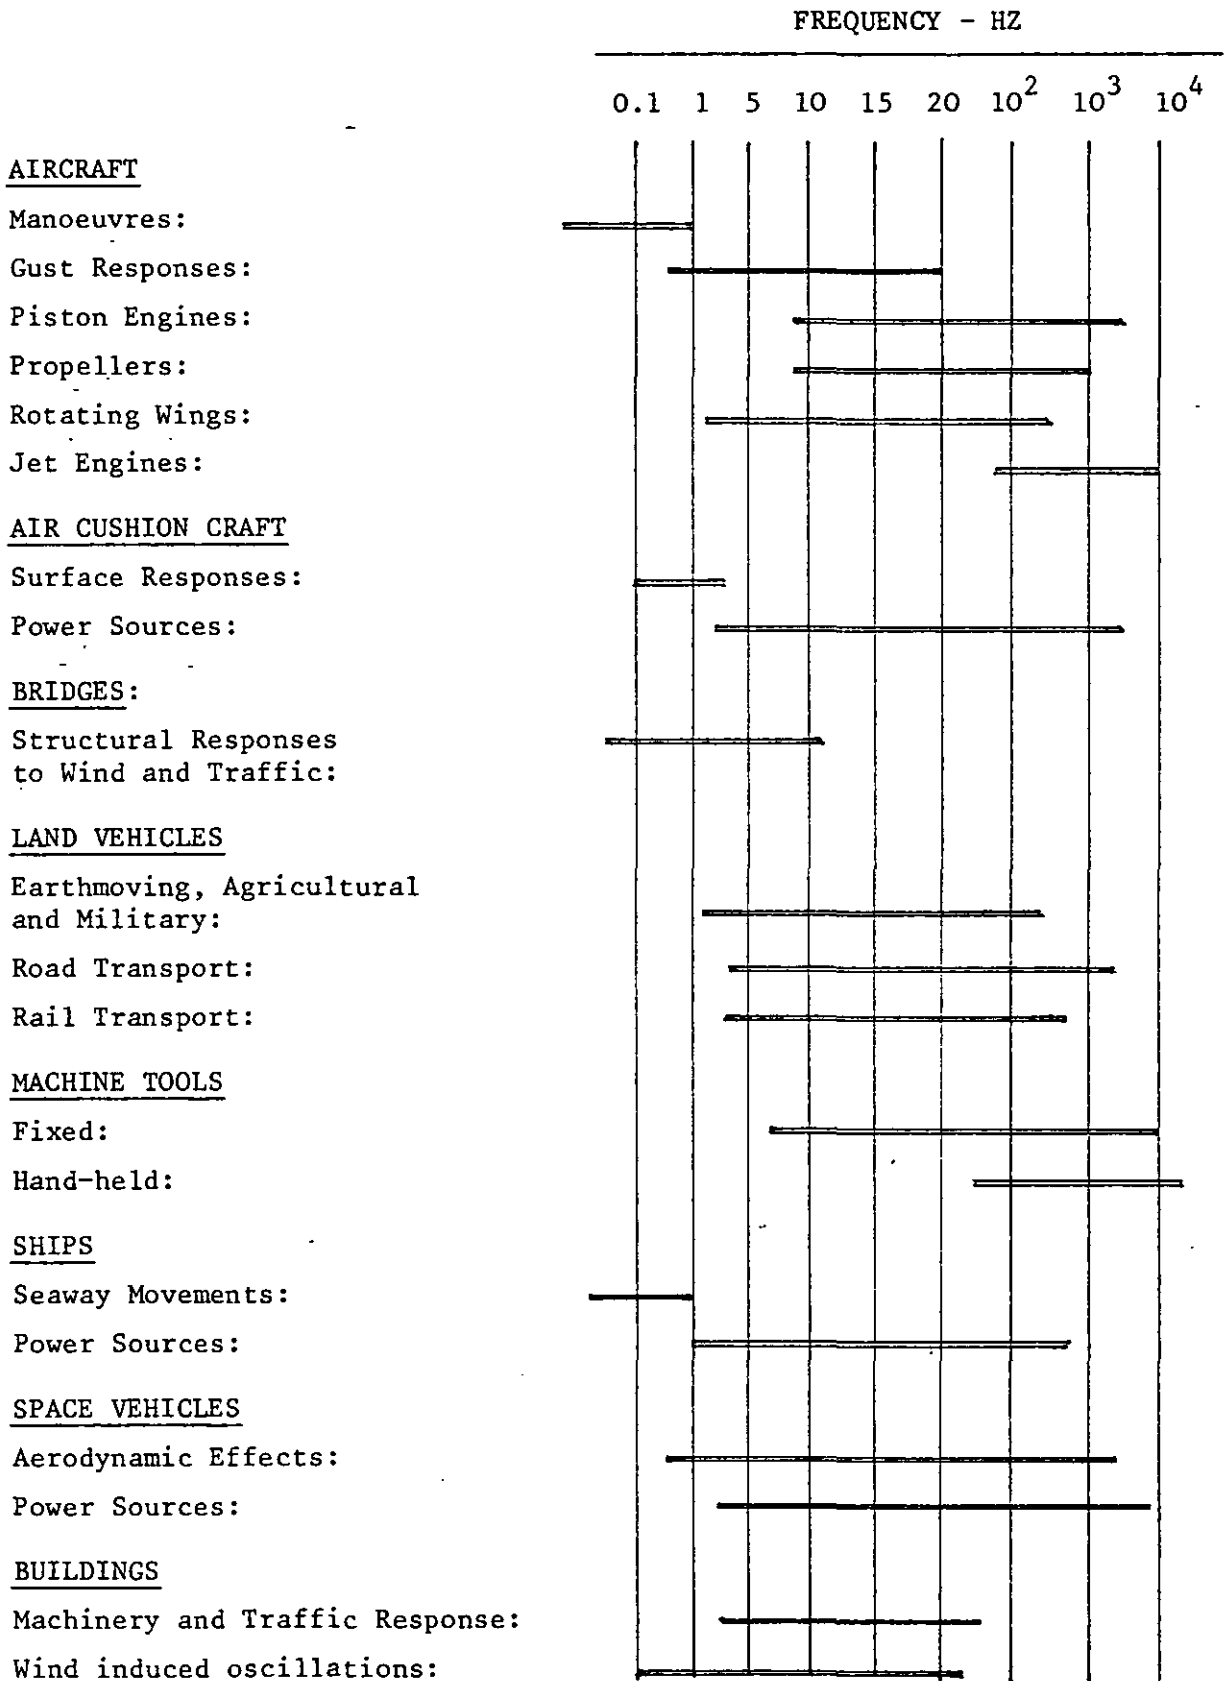 FREQUENCY - HZ
0.1 1 5 10 15 20 10² 10³ 10⁴
AIRCRAFT
Manoeuvres:
Gust Responses:
Piston Engines:
Propellers:
Rotating Wings:
Jet Engines:
AIR CUSHION CRAFT
Surface Responses:
Power Sources:
BRIDGES:
Structural Responses
to Wind and Traffic:
LAND VEHICLES
Earthmoving, Agricultural
and Military:
Road Transport:
Rail Transport:
MACHINE TOOLS
Fixed:
Hand-held:
SHIPS
Seaway Movements:
Power Sources:
SPACE VEHICLES
Aerodynamic Effects:
Power Sources:
BUILDINGS
Machinery and Traffic Response:
Wind induced oscillations: